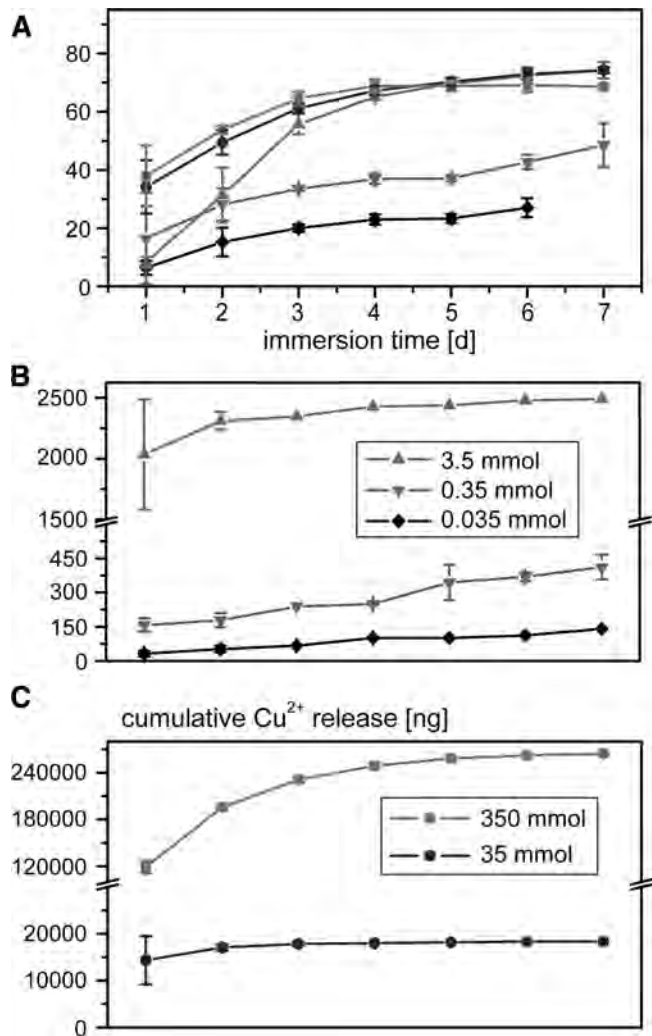 A
80
60
40
20
0
1 2 3 4 5 6 7
immersion time [d]
B
2500
2000
1500
450
300
150
0
3.5 mmol
0.35 mmol
0.035 mmol
C
cumulative Cu²⁺ release [ng]
240000
180000
120000
20000
10000
0
350 mmol
35 mmol